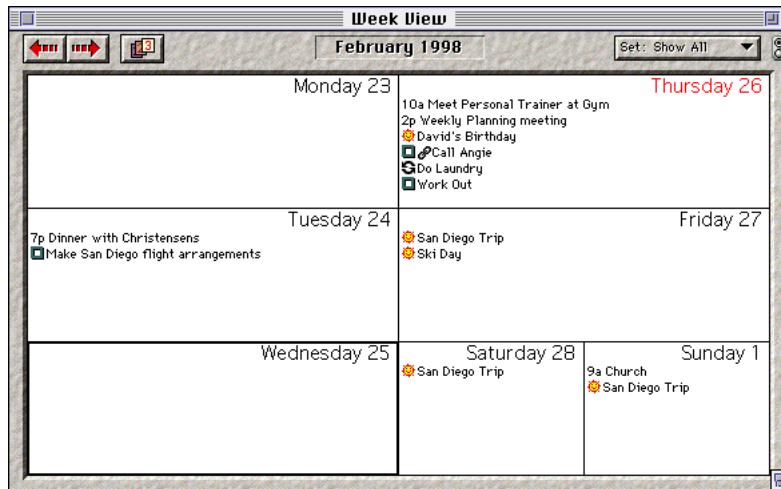 Week View
3
February 1998
Set: Show All
Monday 23
Thursday 26
10a Meet Personal Trainer at Gym
2p Weekly Planning meeting
David's Birthday
Call Angie
Do Laundry
Work Out
Tuesday 24
7p Dinner with Christensens
Make San Diego flight arrangements
Friday 27
San Diego Trip
Ski Day
Wednesday 25
Saturday 28
San Diego Trip
Sunday 1
9a Church
San Diego Trip